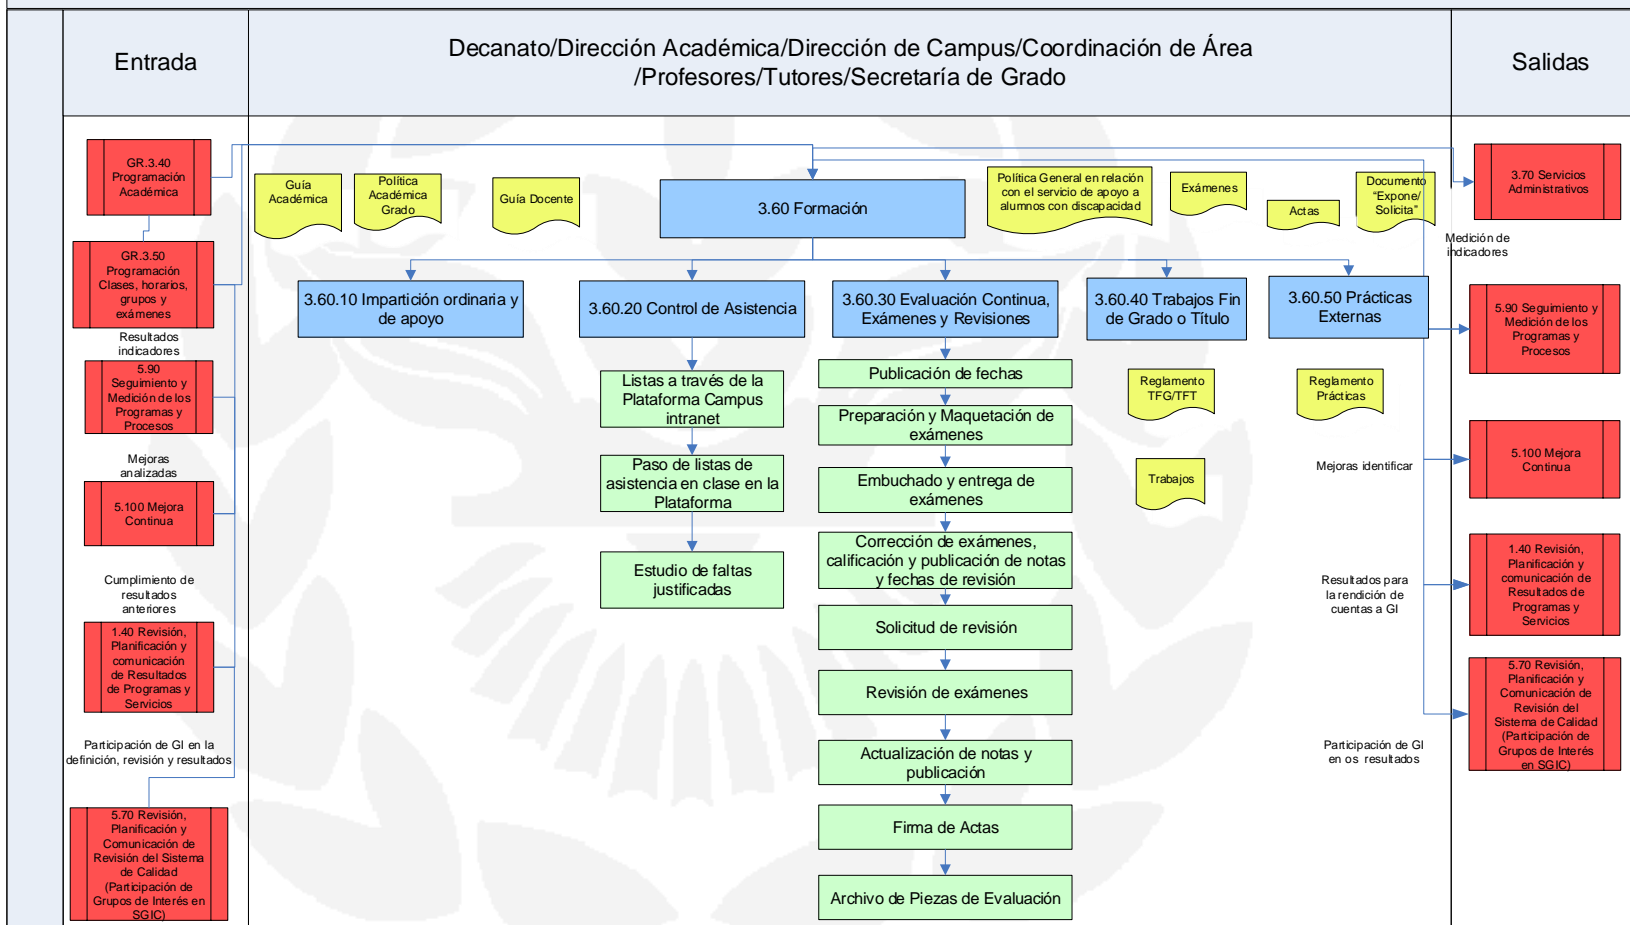 Entrada
Decanato/Dirección Académica/Dirección de Campus/Coordinación de Área
/Profesores/Tutores/Secretaría de Grado
Salidas
GR.3.40
Programación
Académica
GR.3.50
Programación
Clases, horarios,
grupos y
exámenes
Resultados
indicadores
5.90
Seguimiento y
Medición de los
Programas y
Procesos
Mejoras
analizadas
5.100 Mejora
Continua
Cumplimiento de
resultados
anteriores
1.40 Revisión,
Planificación y
comunicación
de Resultados
de Programas y
Servicios
Participación de GI en la
definición, revisión y resultados
5.70 Revisión,
Planificación y
Comunicación de
Revisión del Sistema
de Calidad
(Participación de
Grupos de Interés en
SGIC)
Guía
Académica
Política
Académica
Grado
Guía Docente
3.60 Formación
Política General en relación
con el servicio de apoyo a
alumnos con discapacidad
Exámenes
Actas
Documento
“Expone/
Solicita”
3.60.10 Impartición ordinaria y
de apoyo
3.60.20 Control de Asistencia
3.60.30 Evaluación Continua,
Exámenes y Revisiones
3.60.40 Trabajos Fin
de Grado o Título
3.60.50 Prácticas
Externas
Listas a través de la
Plataforma Campus
intranet
Paso de listas de
asistencia en clase en la
Plataforma
Estudio de faltas
justificadas
Publicación de fechas
Preparación y Maquetación de
exámenes
Embuchado y entrega de
exámenes
Corrección de exámenes,
calificación y publicación de notas
y fechas de revisión
Solicitud de revisión
Revisión de exámenes
Actualización de notas y
publicación
Firma de Actas
Archivo de Piezas de Evaluación
Reglamento
TFG/TFT
Trabajos
Reglamento
Prácticas
3.70 Servicios
Administrativos
Medición de
indicadores
5.90 Seguimiento y
Medición de los
Programas y
Procesos
Mejoras identificar
5.100 Mejora
Continua
Resultados para
la rendición de
cuentas a GI
1.40 Revisión,
Planificación y
comunicación de
Resultados de
Programas y
Servicios
Participación de GI
en os resultados
5.70 Revisión,
Planificación y
Comunicación de
Revisión del
Sistema de Calidad
(Participación de
Grupos de Interés
en SGIC)